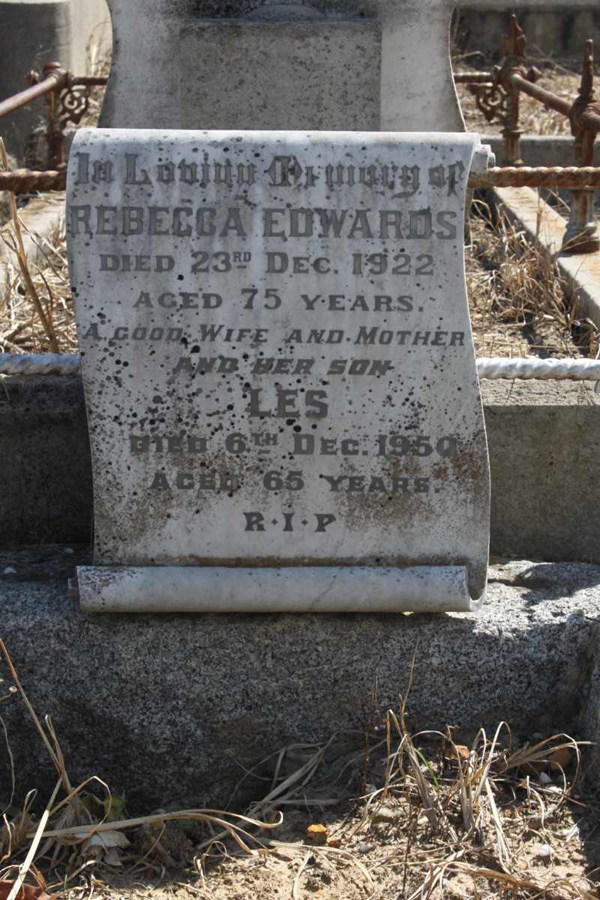 In Loving Memory of
REBECCA EDWARDS
DIED 23RD DEC. 1922
AGED 75 YEARS.
A GOOD WIFE AND MOTHER
AND HER SON
LES
DIED 6TH DEC. 1950
AGED 65 YEARS.
R·I·P